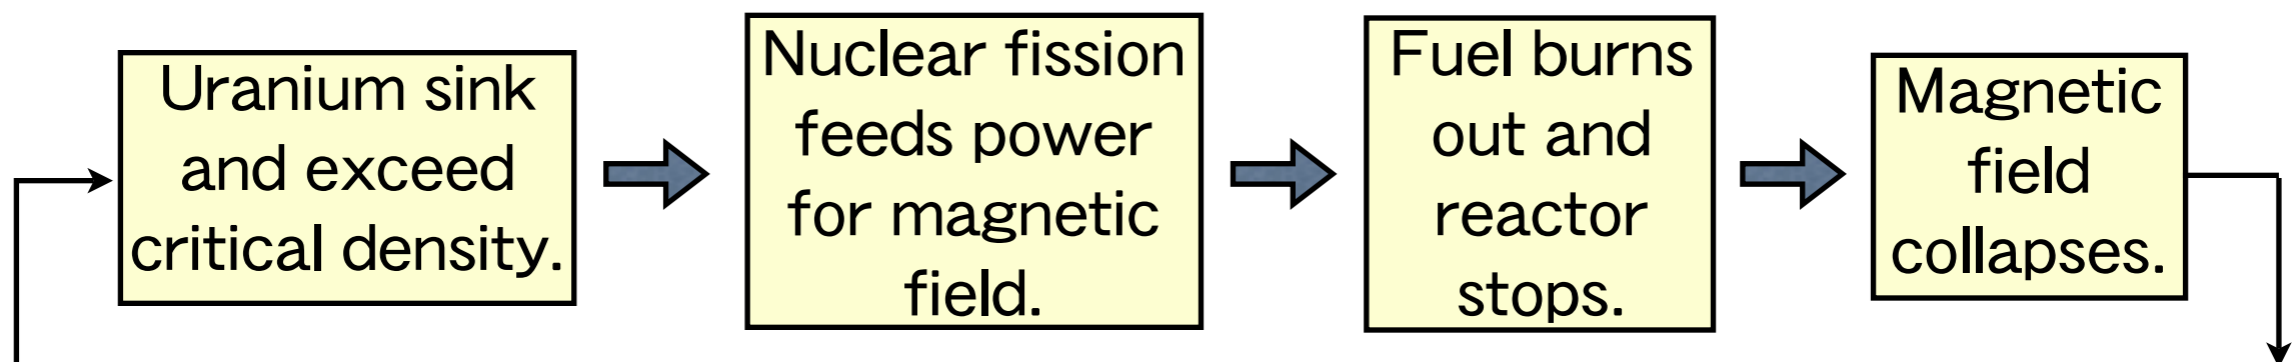 Uranium sink
and exceed
critical density.
Nuclear fission
feeds power
for magnetic
field.
Fuel burns
out and
reactor
stops.
Magnetic
field
collapses.